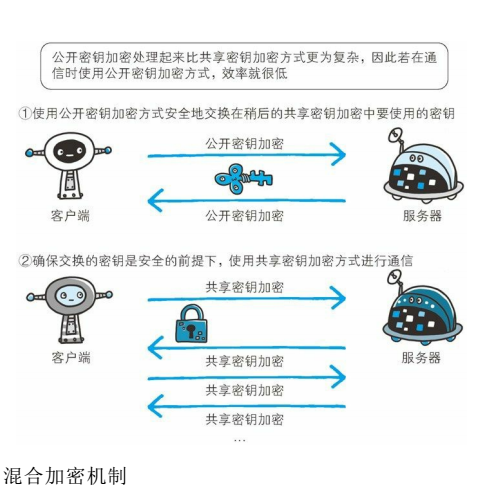 公开密钥加密处理起来比共享密钥加密方式更为复杂，因此若在通
信时使用公开密钥加密方式，效率就很低
①使用公开密钥加密方式安全地交换在稍后的共享密钥加密中要使用的密钥
公开密钥加密
公开密钥加密
客户端
服务器
②确保交换的密钥是安全的前提下，使用共享密钥加密方式进行通信
共享密钥加密
客户端
服务器
共享密钥加密
共享密钥加密
共享密钥加密
…
混合加密机制